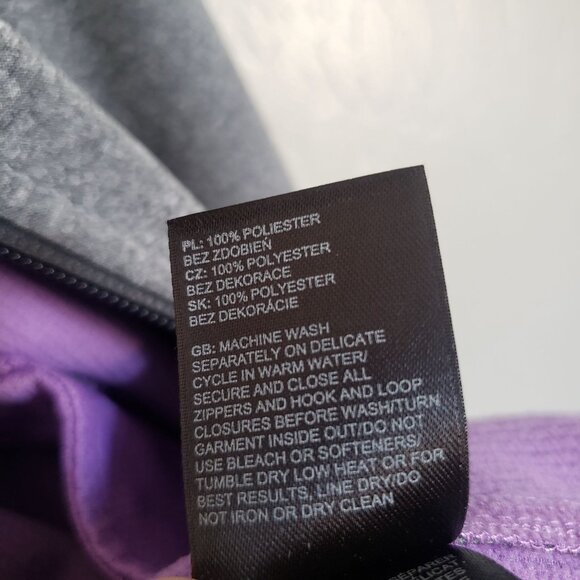 PL: 100% POLIESTER
BEZ ZDOBIEŃ
CZ: 100% POLYESTER
BEZ DEKORACE
SK: 100% POLYESTER
BEZ DEKORÁCIE
GB: MACHINE WASH
SEPARATELY ON DELICATE
CYCLE IN WARM WATER/
SECURE AND CLOSE ALL
ZIPPERS AND HOOK AND LOOP
CLOSURES BEFORE WASH/TURN
GARMENT INSIDE OUT/DO NOT
USE BLEACH OR SOFTENERS/
TUMBLE DRY LOW HEAT OR FOR
BEST RESULTS, LINE DRY/DO
NOT IRON OR DRY CLEAN